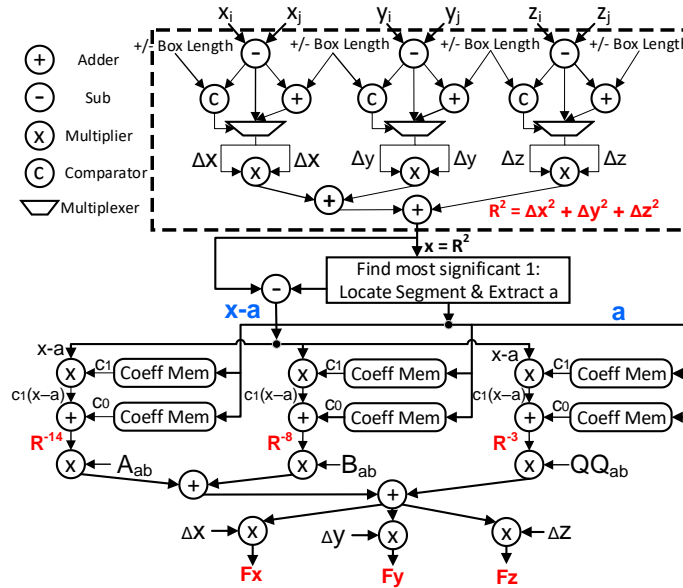 xi xj yi yj zi zj
+/- Box Length +/- Box Length +/- Box Length +/-
+ Adder
- Sub
x Multiplier
C Comparator
Multiplexer
- - -
C + C + C +
Δx x Δx Δy x Δy Δz x Δz
+ +
R² = Δx² + Δy² + Δz²
x = R²
Find most significant 1:
Locate Segment & Extract a
-
x-a a
x-a x-a
x c1 Coeff Mem x c1 Coeff Mem x c1 Coeff Mem
c1(x-a) c1(x-a) c1(x-a)
+ c0 Coeff Mem + c0 Coeff Mem + c0 Coeff Mem
R-14 R-8 R-3
x Aab x Bab x QQab
+ +
Δx x Δy x x Δz
Fx Fy Fz